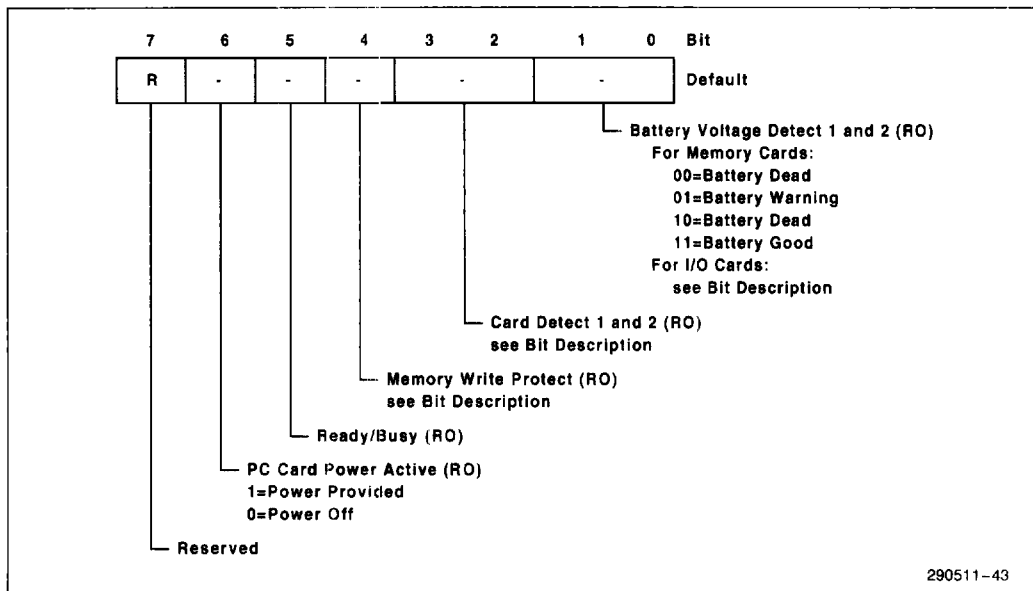 7 6 5 4 3 2 1 0 Bit
R - - - - - Default
Battery Voltage Detect 1 and 2 (RO)
For Memory Cards:
00=Battery Dead
01=Battery Warning
10=Battery Dead
11=Battery Good
For I/O Cards:
see Bit Description
Card Detect 1 and 2 (RO)
see Bit Description
Memory Write Protect (RO)
see Bit Description
Ready/Busy (RO)
PC Card Power Active (RO)
1=Power Provided
0=Power Off
Reserved
290511-43